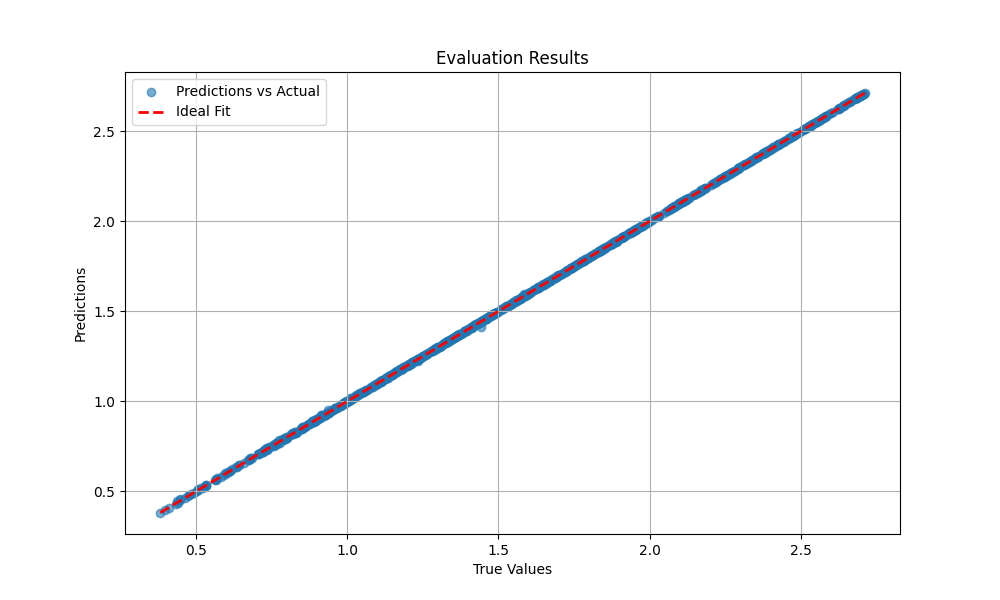 Evaluation Results
Predictions vs Actual
Ideal Fit
2.5
2.0
1.5
1.0
0.5
Predictions
0.5 1.0 1.5 2.0 2.5
True Values